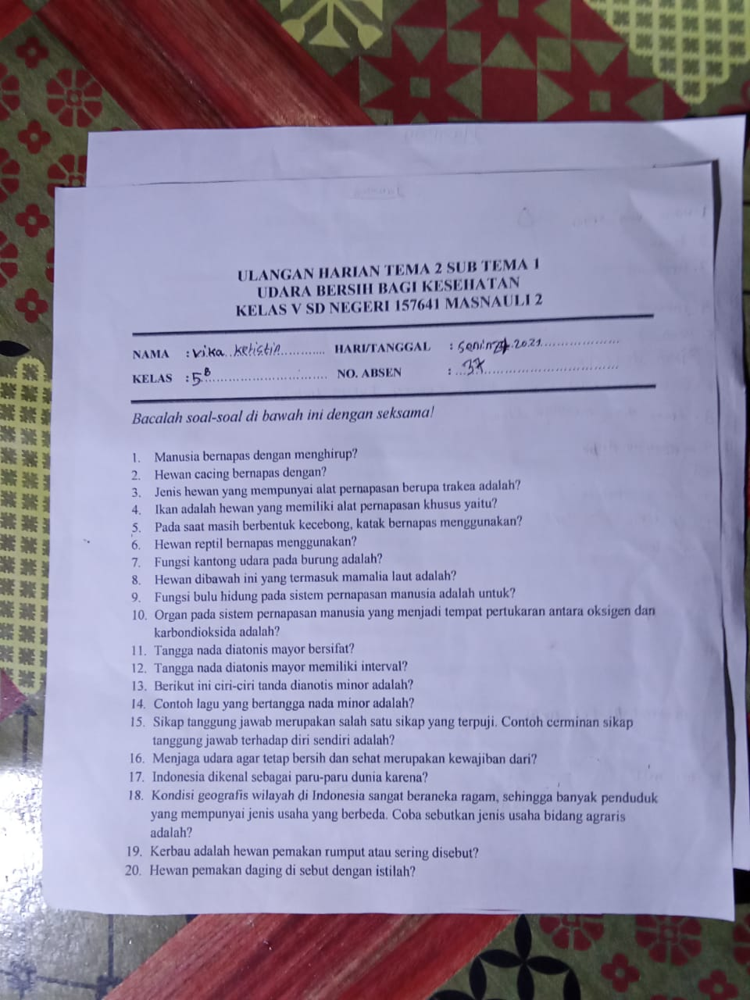 ULANGAN HARIAN TEMA 2 SUB TEMA 1
UDARA BERSIH BAGI KESEHATAN
KELAS V SD NEGERI 157641 MASNAULI 2
NAMA : Vika Kristin HARI/TANGGAL : Senin 2021
KELAS : 5B NO. ABSEN : 37
Bacalah soal-soal di bawah ini dengan seksama!
1. Manusia bernapas dengan menghirup?
2. Hewan cacing bernapas dengan?
3. Jenis hewan yang mempunyai alat pernapasan berupa trakea adalah?
4. Ikan adalah hewan yang memiliki alat pernapasan khusus yaitu?
5. Pada saat masih berbentuk kecebong, katak bernapas menggunakan?
6. Hewan reptil bernapas menggunakan?
7. Fungsi kantong udara pada burung adalah?
8. Hewan dibawah ini yang termasuk mamalia laut adalah?
9. Fungsi bulu hidung pada sistem pernapasan manusia adalah untuk?
10. Organ pada sistem pernapasan manusia yang menjadi tempat pertukaran antara oksigen dan
karbondioksida adalah?
11. Tangga nada diatonis mayor bersifat?
12. Tangga nada diatonis mayor memiliki interval?
13. Berikut ini ciri-ciri tanda dianotis minor adalah?
14. Contoh lagu yang bertangga nada minor adalah?
15. Sikap tanggung jawab merupakan salah satu sikap yang terpuji. Contoh cerminan sikap
tanggung jawab terhadap diri sendiri adalah?
16. Menjaga udara agar tetap bersih dan sehat merupakan kewajiban dari?
17. Indonesia dikenal sebagai paru-paru dunia karena?
18. Kondisi geografis wilayah di Indonesia sangat beraneka ragam, sehingga banyak penduduk
yang mempunyai jenis usaha yang berbeda. Coba sebutkan jenis usaha bidang agraris
adalah?
19. Kerbau adalah hewan pemakan rumput atau sering disebut?
20. Hewan pemakan daging di sebut dengan istilah?